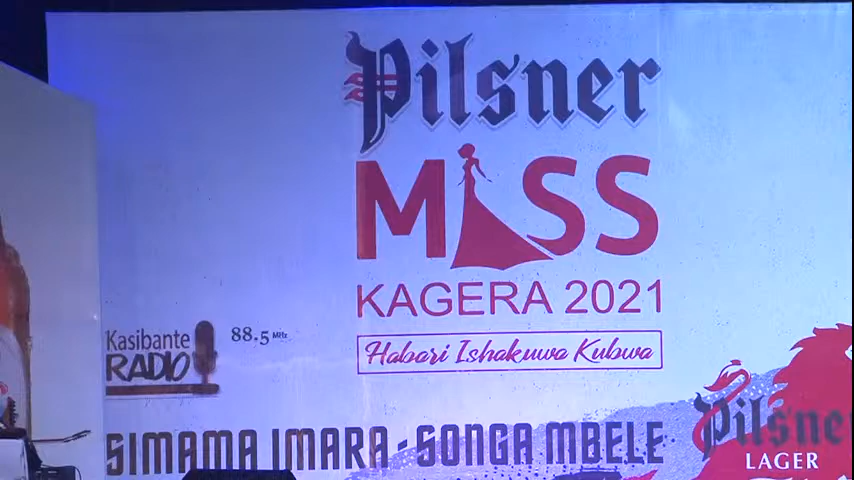 Pilsner
MISS
KAGERA 2021
Habari Ishakuwa Kubwa
Kasibante
RADIO
88.5 MHz
SIMAMA IMARA - SONGA MBELE
Pilsner
LAGER